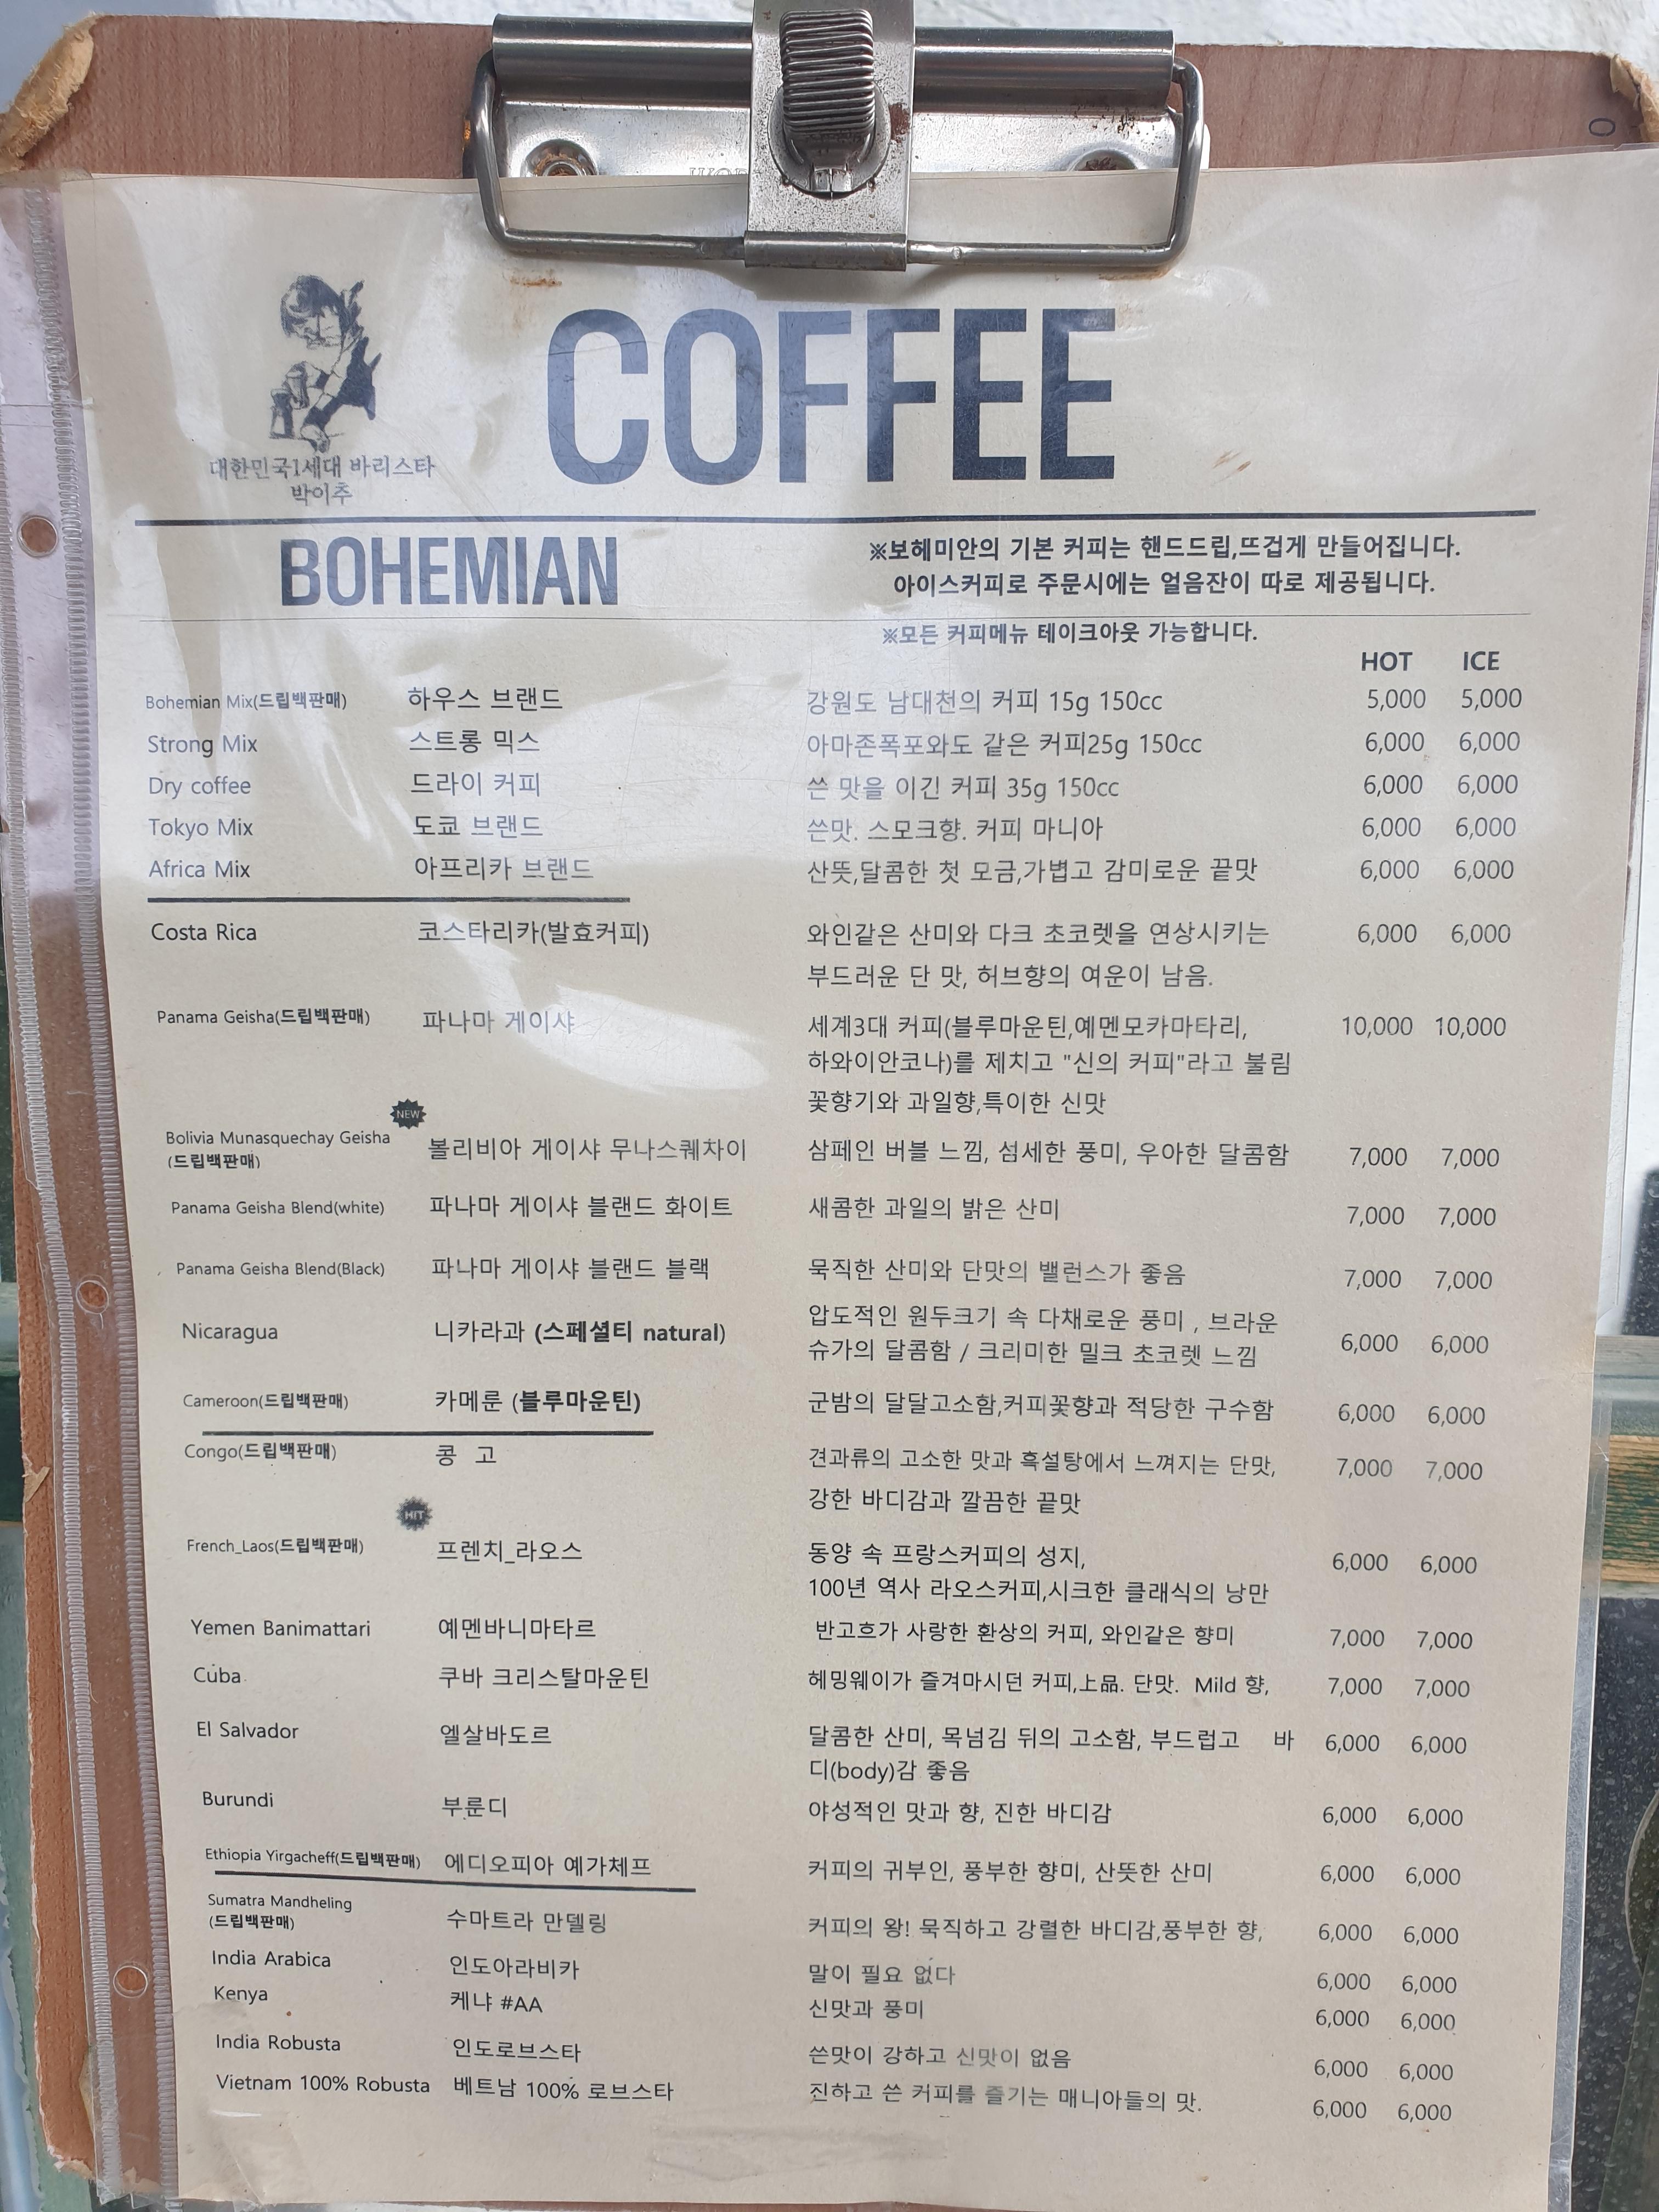 COFFEE
대한민국1세대 바리스타
박이추
BOHEMIAN
※보헤미안의 기본 커피는 핸드드립,뜨겁게 만들어집니다.
아이스커피로 주문시에는 얼음잔이 따로 제공됩니다.
※모든 커피메뉴 테이크아웃 가능합니다.
HOT ICE
Bohemian Mix(드립백판매) 하우스 브랜드 강원도 남대천의 커피 15g 150cc 5,000 5,000
Strong Mix 스트롱 믹스 아마존폭포와도 같은 커피25g 150cc 6,000 6,000
Dry coffee 드라이 커피 쓴 맛을 이긴 커피 35g 150cc 6,000 6,000
Tokyo Mix 도쿄 브랜드 쓴맛. 스모크향. 커피 마니아 6,000 6,000
Africa Mix 아프리카 브랜드 산뜻,달콤한 첫 모금,가볍고 감미로운 끝맛 6,000 6,000
Costa Rica 코스타리카(발효커피) 와인같은 산미와 다크 초코렛을 연상시키는 6,000 6,000
부드러운 단 맛, 허브향의 여운이 남음.
Panama Geisha(드립백판매) 파나마 게이샤 세계3대 커피(블루마운틴,예멘모카마타리, 10,000 10,000
하와이안코나)를 제치고 "신의 커피"라고 불림
꽃향기와 과일향,특이한 신맛
NEW
Bolivia Munasquechay Geisha 볼리비아 게이샤 무나스퀘차이 삼페인 버블 느낌, 섬세한 풍미, 우아한 달콤함 7,000 7,000
(드립백판매)
Panama Geisha Blend(white) 파나마 게이샤 블랜드 화이트 새콤한 과일의 밝은 산미 7,000 7,000
Panama Geisha Blend(Black) 파나마 게이샤 블랜드 블랙 묵직한 산미와 단맛의 밸런스가 좋음 7,000 7,000
Nicaragua 니카라과 (스페셜티 natural) 압도적인 원두크기 속 다채로운 풍미 , 브라운 6,000 6,000
슈가의 달콤함 / 크리미한 밀크 초코렛 느낌
Cameroon(드립백판매) 카메룬 (블루마운틴) 군밤의 달달고소함,커피꽃향과 적당한 구수함 6,000 6,000
Congo(드립백판매) 콩 고 견과류의 고소한 맛과 흑설탕에서 느껴지는 단맛, 7,000 7,000
강한 바디감과 깔끔한 끝맛
HIT
French_Laos(드립백판매) 프렌치_라오스 동양 속 프랑스커피의 성지, 6,000 6,000
100년 역사 라오스커피,시크한 클래식의 낭만
Yemen Banimattari 예멘바니마타르 반고흐가 사랑한 환상의 커피, 와인같은 향미 7,000 7,000
Cuba 쿠바 크리스탈마운틴 헤밍웨이가 즐겨마시던 커피,上品. 단맛. Mild 향, 7,000 7,000
El Salvador 엘살바도르 달콤한 산미, 목넘김 뒤의 고소함, 부드럽고 바 6,000 6,000
디(body)감 좋음
Burundi 부룬디 야성적인 맛과 향, 진한 바디감 6,000 6,000
Ethiopia Yirgacheff(드립백판매) 에디오피아 예가체프 커피의 귀부인, 풍부한 향미, 산뜻한 산미 6,000 6,000
Sumatra Mandheling 수마트라 만델링 커피의 왕! 묵직하고 강렬한 바디감,풍부한 향, 6,000 6,000
(드립백판매)
India Arabica 인도아라비카 말이 필요 없다 6,000 6,000
Kenya 케냐 #AA 신맛과 풍미 6,000 6,000
India Robusta 인도로브스타 쓴맛이 강하고 신맛이 없음 6,000 6,000
Vietnam 100% Robusta 베트남 100% 로브스타 진하고 쓴 커피를 즐기는 매니아들의 맛. 6,000 6,000